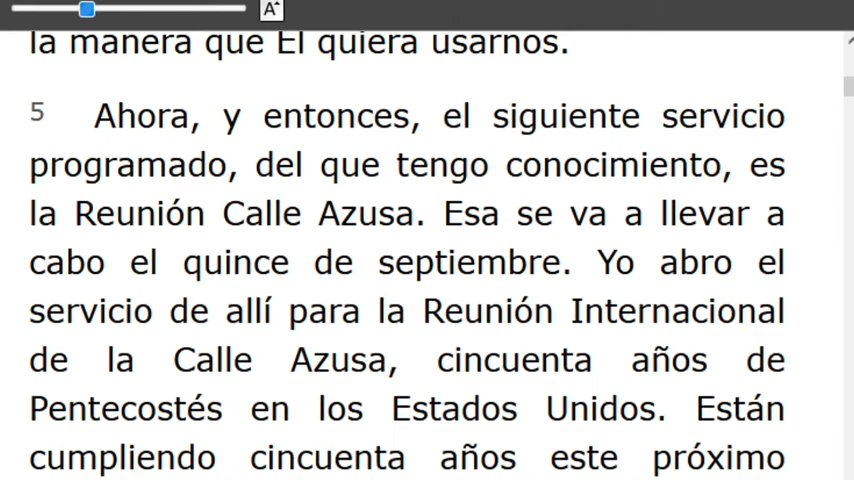 A
la manera que Él quiera usarnos.
5 Ahora, y entonces, el siguiente servicio
programado, del que tengo conocimiento, es
la Reunión Calle Azusa. Esa se va a llevar a
cabo el quince de septiembre. Yo abro el
servicio de allí para la Reunión Internacional
de la Calle Azusa, cincuenta años de
Pentecostés en los Estados Unidos. Están
cumpliendo cincuenta años este próximo